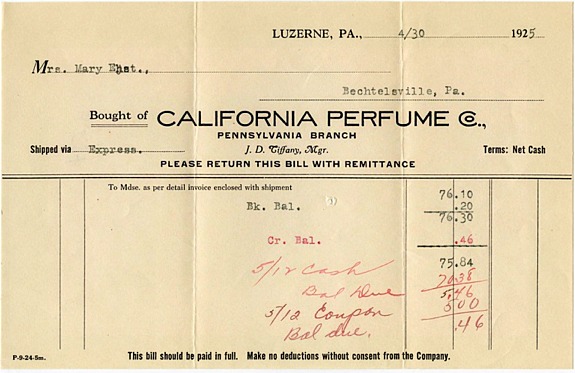 LUZERNE, PA., 4/30 1925
Mrs. Mary East.,
Bechtelsville, Pa.
Bought of CALIFORNIA PERFUME Co.,
PENNSYLVANIA BRANCH
Shipped via Express. J. D. Tiffany, Mgr. Terms: Net Cash
PLEASE RETURN THIS BILL WITH REMITTANCE
To Mdse. as per detail invoice enclosed with shipment 76.10
Bk. Bal. .20
76.30
Cr. Bal. .46
75.84
5/12 Cash 70.38
Bal Due 5.46
5/12 Coupon 5 00
Bal due. .46
P-9-24-5m. This bill should be paid in full. Make no deductions without consent from the Company.